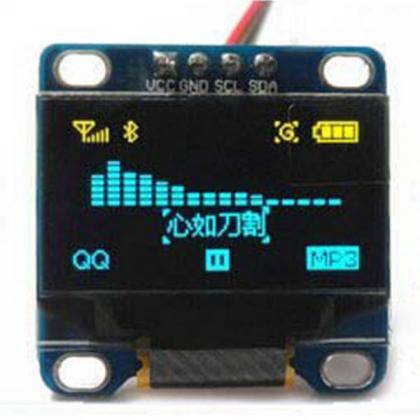 VCC GND SCL SDA
G
心如刀割
QQ MP3